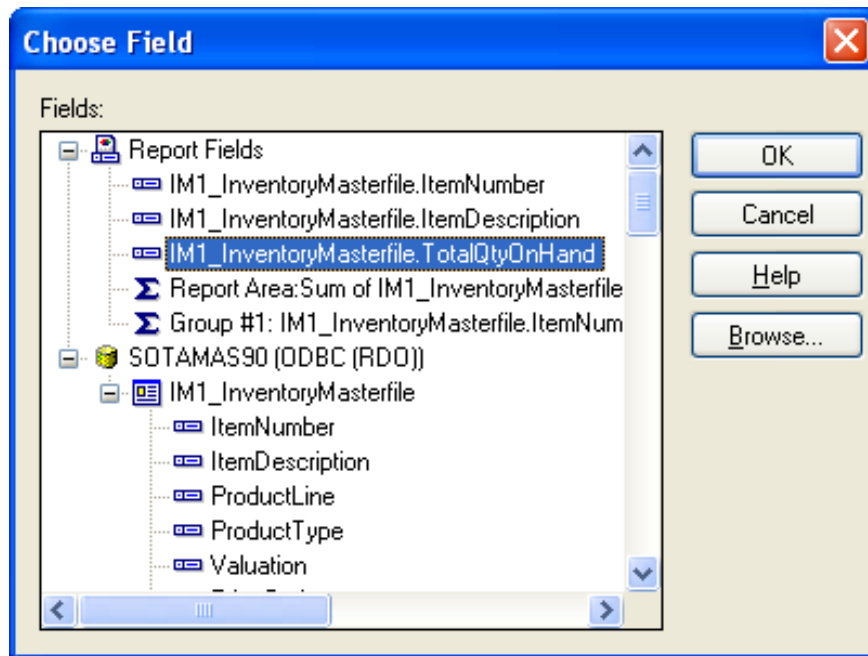 Choose Field
Fields:
Report Fields
IM1_InventoryMasterfile.ItemNumber
IM1_InventoryMasterfile.ItemDescription
IM1_InventoryMasterfile.TotalQtyOnHand
Σ Report Area:Sum of IM1_InventoryMasterfile
Σ Group #1: IM1_InventoryMasterfile.ItemNum
SOTAMAS90 (ODBC (RDO))
IM1_InventoryMasterfile
ItemNumber
ItemDescription
ProductLine
ProductType
Valuation
OK
Cancel
Help
Browse...